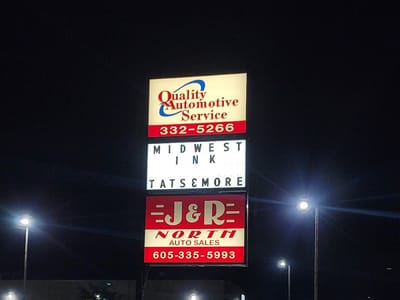 Quality
Automotive
Service
332-5266
MIDWEST
INK
TATS&MORE
J&R
NORTH
AUTO SALES
605-335-5993